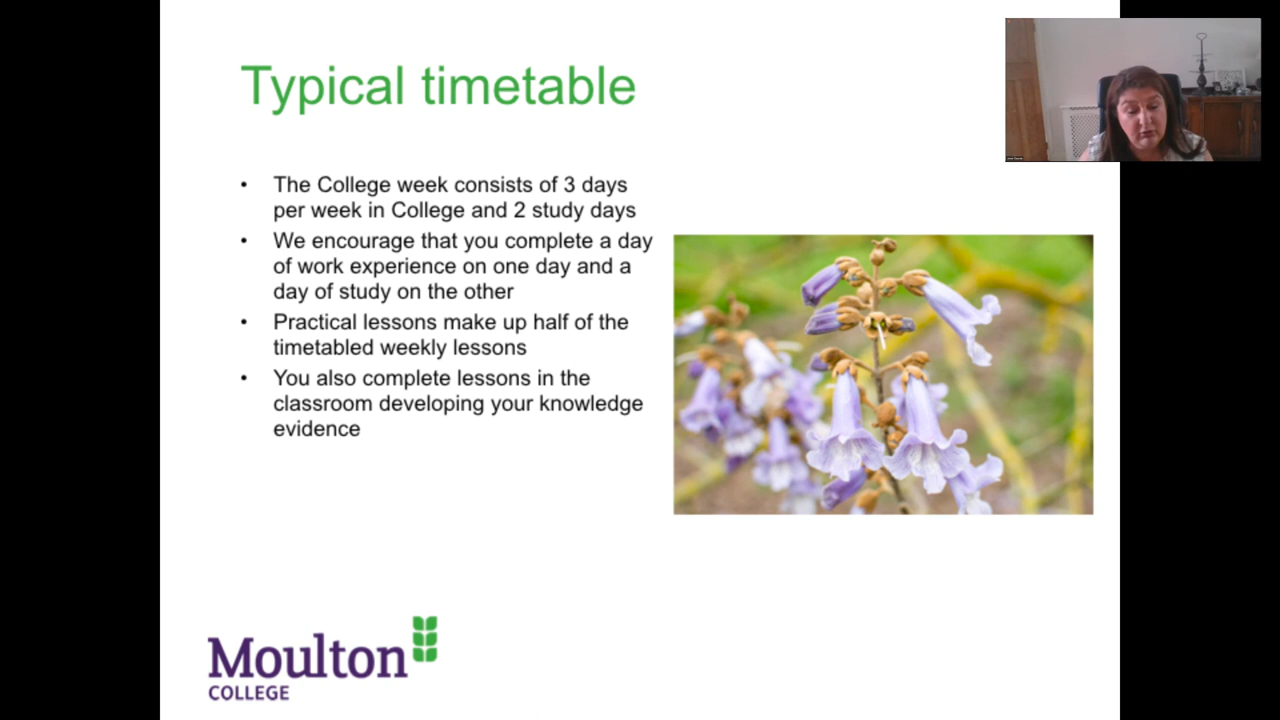 Typical timetable
• The College week consists of 3 days
per week in College and 2 study days
• We encourage that you complete a day
of work experience on one day and a
day of study on the other
• Practical lessons make up half of the
timetabled weekly lessons
• You also complete lessons in the
classroom developing your knowledge
evidence
Moulton
COLLEGE